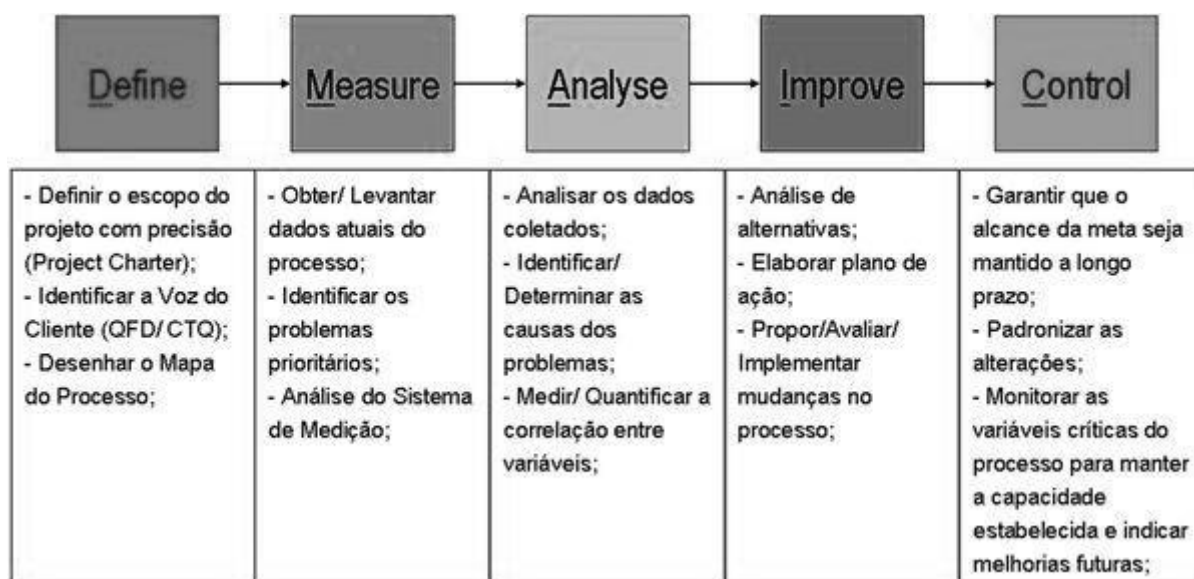 Define
Measure
Analyse
Improve
Control
- Definir o escopo do
projeto com precisão
(Project Charter);
- Identificar a Voz do
Cliente (QFD/ CTQ);
- Desenhar o Mapa
do Processo;
- Obter/ Levantar
dados atuais do
processo;
- Identificar os
problemas
prioritários;
- Análise do Sistema
de Medição;
- Analisar os dados
coletados;
- Identificar/
Determinar as
causas dos
problemas;
- Medir/ Quantificar a
correlação entre
variáveis;
- Análise de
alternativas;
- Elaborar plano de
ação;
- Propor/Avaliar/
Implementar
mudanças no
processo;
- Garantir que o
alcance da meta seja
mantido a longo
prazo;
- Padronizar as
alterações;
- Monitorar as
variáveis críticas do
processo para manter
a capacidade
estabelecida e indicar
melhorias futuras;